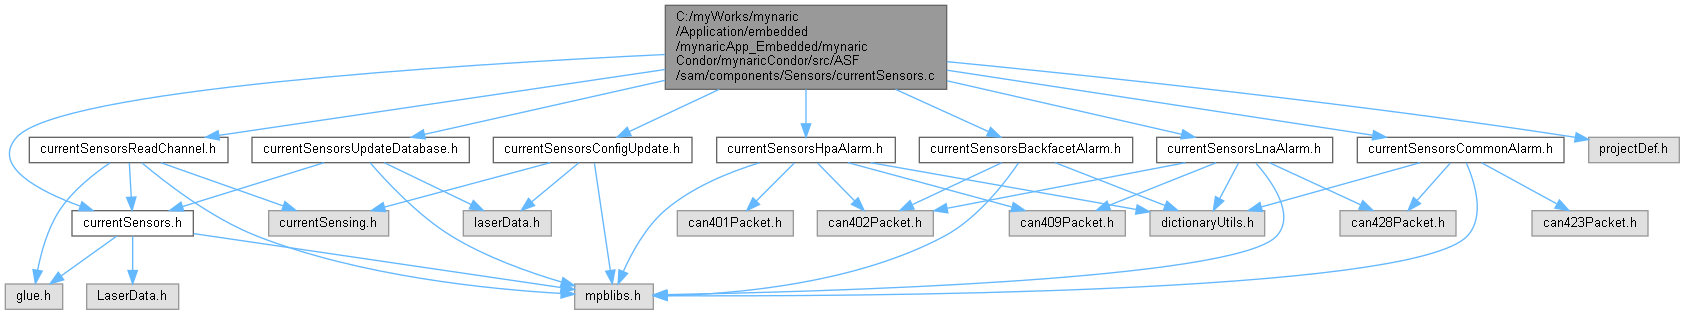 C:/myWorks/mynaric
/Application/embedded
/mynaricApp_Embedded/mynaric
Condor/mynaricCondor/src/ASF
/sam/components/Sensors/currentSensors.c
currentSensorsReadChannel.h
currentSensorsUpdateDatabase.h
currentSensorsConfigUpdate.h
currentSensorsHpaAlarm.h
currentSensorsBackfacetAlarm.h
currentSensorsLnaAlarm.h
currentSensorsCommonAlarm.h
projectDef.h
currentSensors.h
currentSensing.h
laserData.h
can401Packet.h
can402Packet.h
can409Packet.h
dictionaryUtils.h
can428Packet.h
can423Packet.h
glue.h
LaserData.h
mpblibs.h